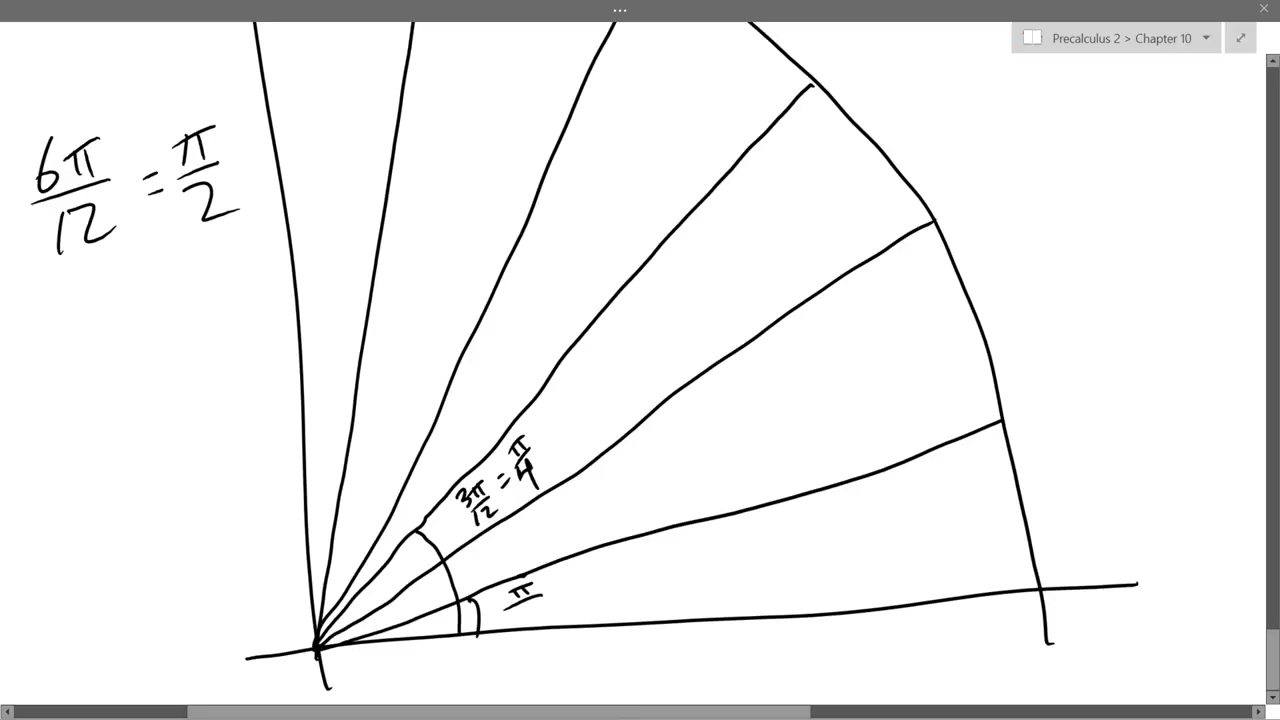 Precalculus 2 > Chapter 10
6π/12 = π/2
3π/12 = π/4
π